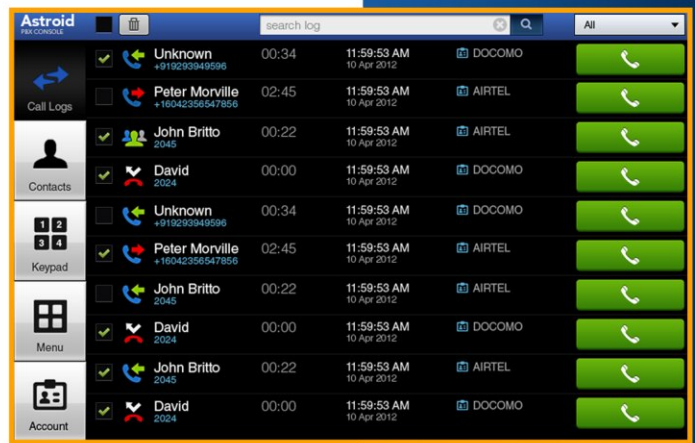 Astroid
PBX CONSOLE
search log
All
Call Logs
Contacts
1 2
3 4
Keypad
Menu
Account
Unknown 00:34 11:59:53 AM DOCOMO
+919293949596 10 Apr 2012
Peter Morville 02:45 11:59:53 AM AIRTEL
+16042356547856 10 Apr 2012
John Britto 00:22 11:59:53 AM AIRTEL
2045 10 Apr 2012
David 00:00 11:59:53 AM DOCOMO
2024 10 Apr 2012
Unknown 00:34 11:59:53 AM DOCOMO
+919293949596 10 Apr 2012
Peter Morville 02:45 11:59:53 AM AIRTEL
+16042356547856 10 Apr 2012
John Britto 00:22 11:59:53 AM AIRTEL
2045 10 Apr 2012
David 00:00 11:59:53 AM DOCOMO
2024 10 Apr 2012
John Britto 00:22 11:59:53 AM AIRTEL
2045 10 Apr 2012
David 00:00 11:59:53 AM DOCOMO
2024 10 Apr 2012